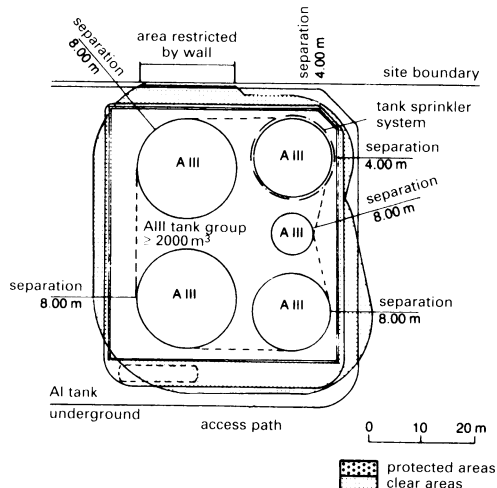 area restricted
by wall
separation
8.00 m
separation
4.00 m
site boundary
tank sprinkler
system
A III
A III
separation
4.00 m
separation
8.00 m
AIII tank group
≥ 2000 m³
A III
A III
A III
separation
8.00 m
separation
8.00 m
AI tank
underground
access path
0 10 20 m
protected areas
clear areas